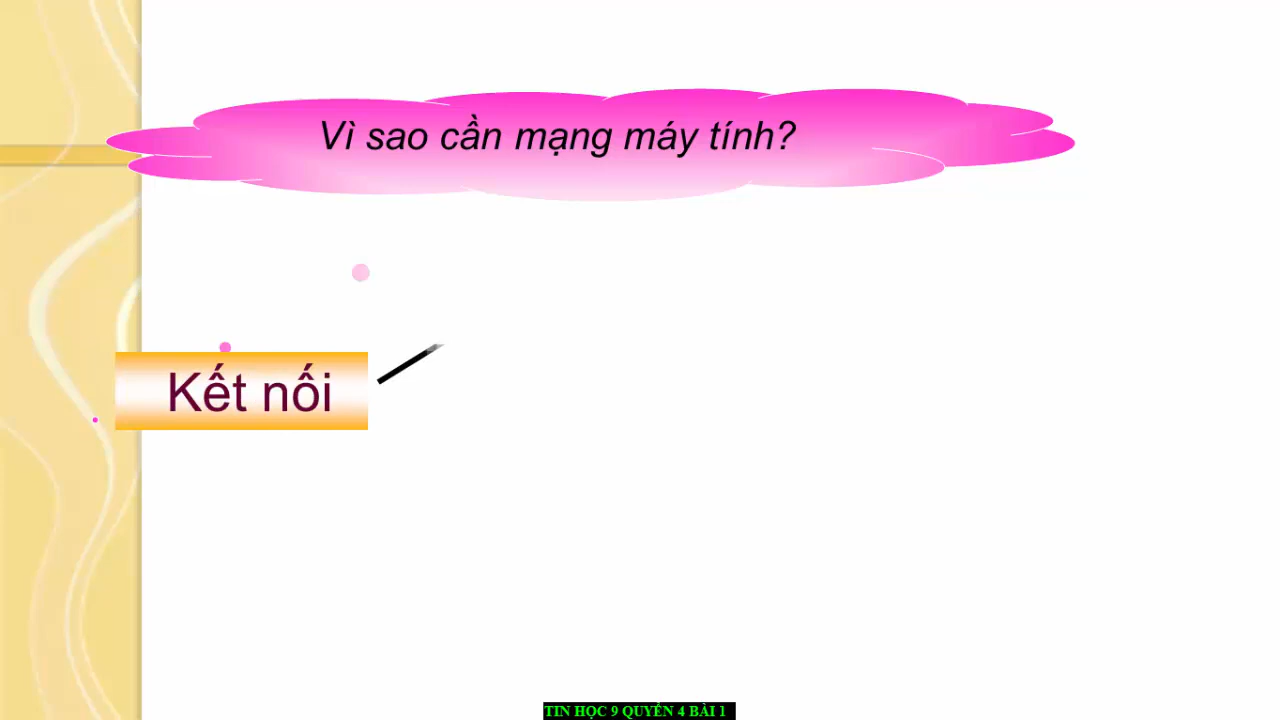 Vì sao cần mạng máy tính?
Kết nối
TIN HỌC 9 QUYỂN 4 BÀI 1